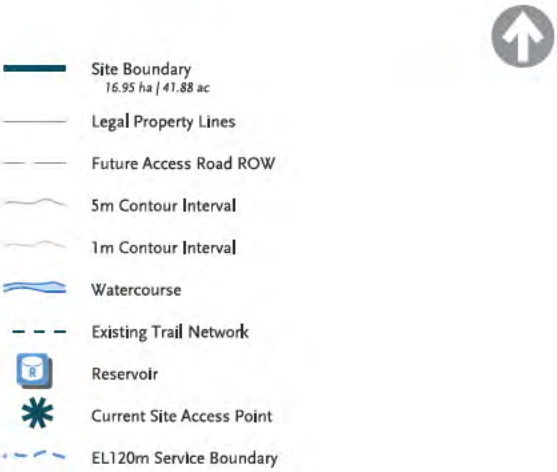 Site Boundary
16.95 ha | 41.88 ac
Legal Property Lines
Future Access Road ROW
5m Contour Interval
1m Contour Interval
Watercourse
Existing Trail Network
R
Reservoir
Current Site Access Point
EL120m Service Boundary